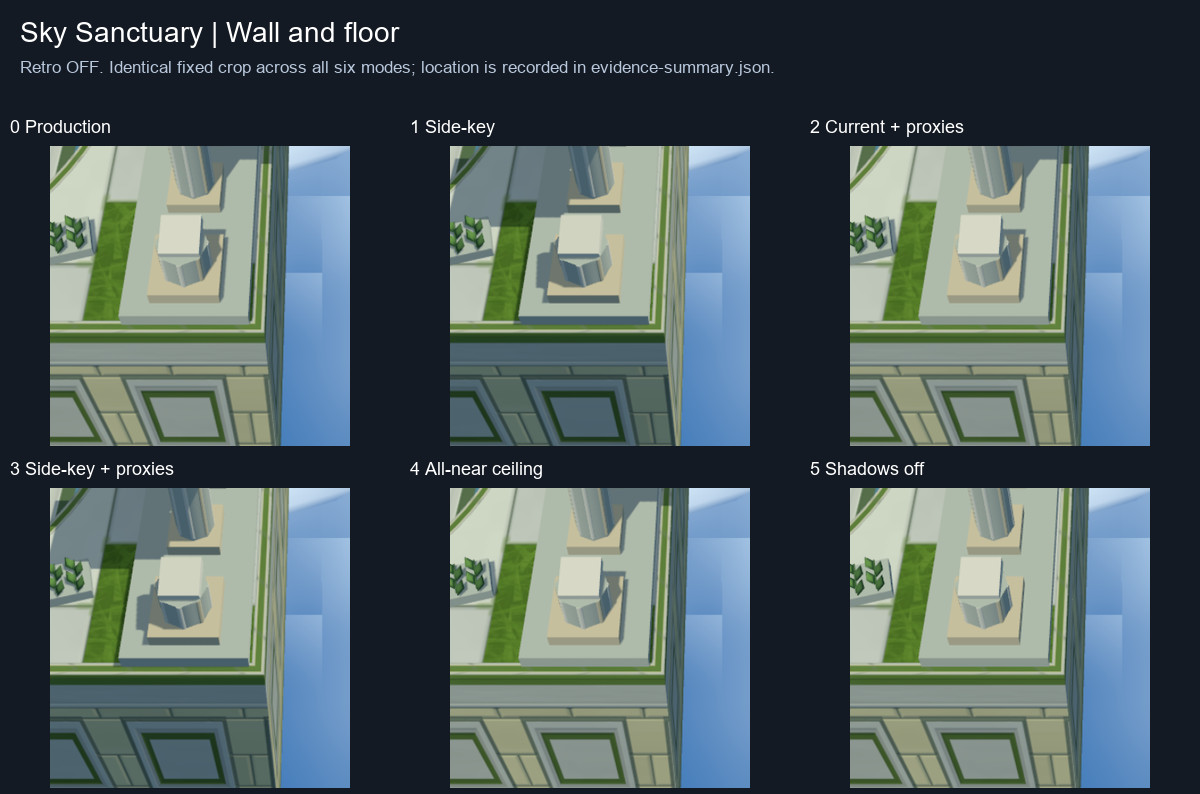 Sky Sanctuary | Wall and floor
Retro OFF. Identical fixed crop across all six modes; location is recorded in evidence-summary.json.
0 Production
1 Side-key
2 Current + proxies
3 Side-key + proxies
4 All-near ceiling
5 Shadows off